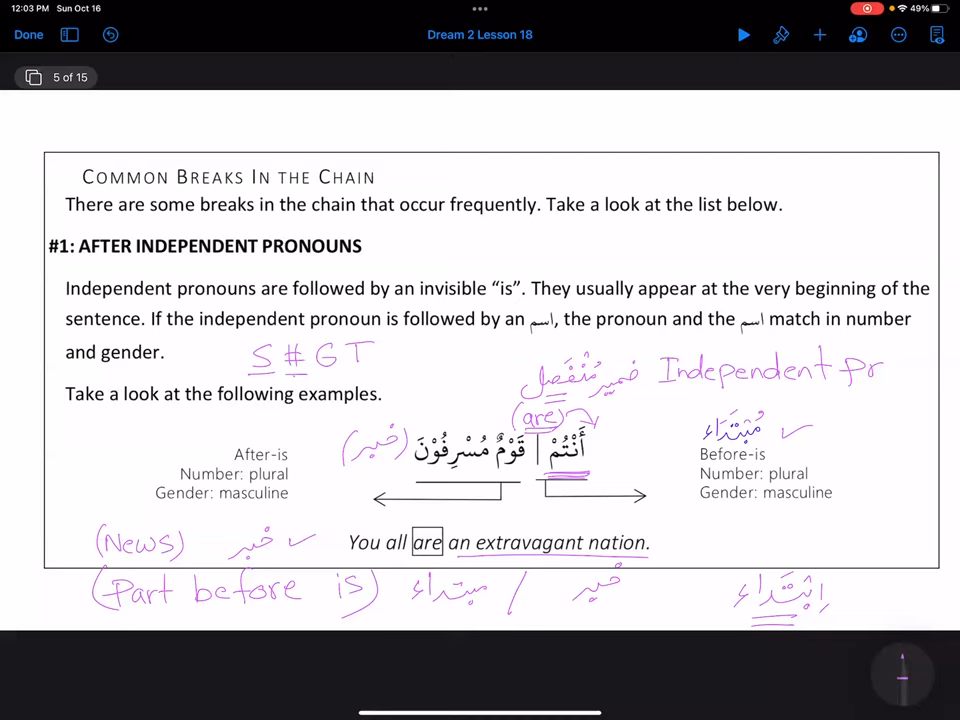 12:03 PM Sun Oct 16
49%
Done
Dream 2 Lesson 18
5 of 15
COMMON BREAKS IN THE CHAIN
There are some breaks in the chain that occur frequently. Take a look at the list below.
#1: AFTER INDEPENDENT PRONOUNS
Independent pronouns are followed by an invisible “is”. They usually appear at the very beginning of the
sentence. If the independent pronoun is followed by an اسم, the pronoun and the اسم match in number
and gender.
S # G T
ضمير مُنْفَصِل Independent Pr
Take a look at the following examples.
(are)
مُبْتَدَاء
(خبر) أَنْتُمْ | قَوْمٌ مُسْرِفُوْنَ
After-is
Number: plural
Gender: masculine
Before-is
Number: plural
Gender: masculine
(News) خبر
You all are an extravagant nation.
(Part before is) مبتداء / خبر
اِبْتَدَاء